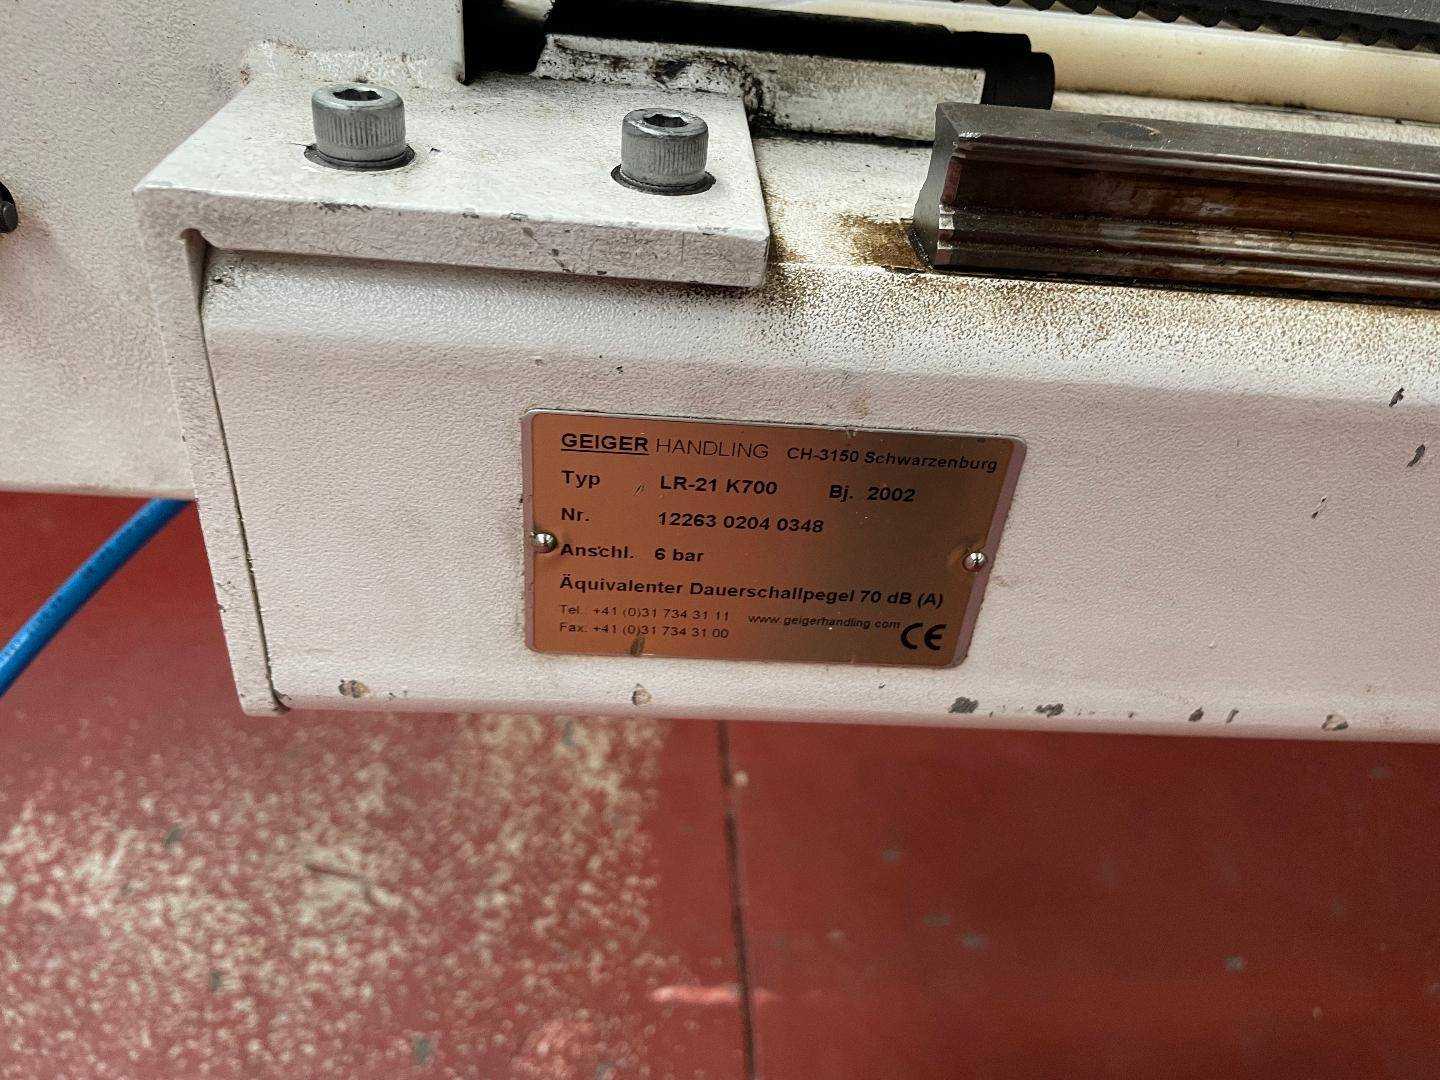 GEIGER HANDLING CH-3150 Schwarzenburg
Typ LR-21 K700 Bj. 2002
Nr. 12263 0204 0348
Anschl. 6 bar
Äquivalenter Dauerschallpegel 70 dB (A)
Tel.: +41 (0)31 734 31 11 www.geigerhandling.com
Fax: +41 (0)31 734 31 00 CE